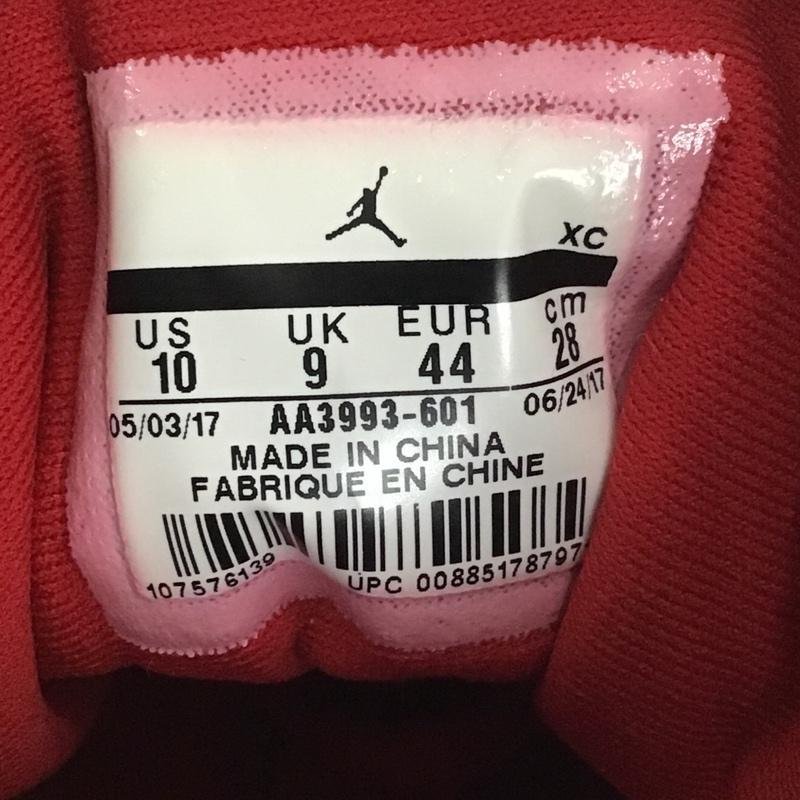 XC
US UK EUR cm
10 9 44 28
05/03/17 AA3993-601 06/24/17
MADE IN CHINA
FABRIQUE EN CHINE
107576139 UPC 00885178797